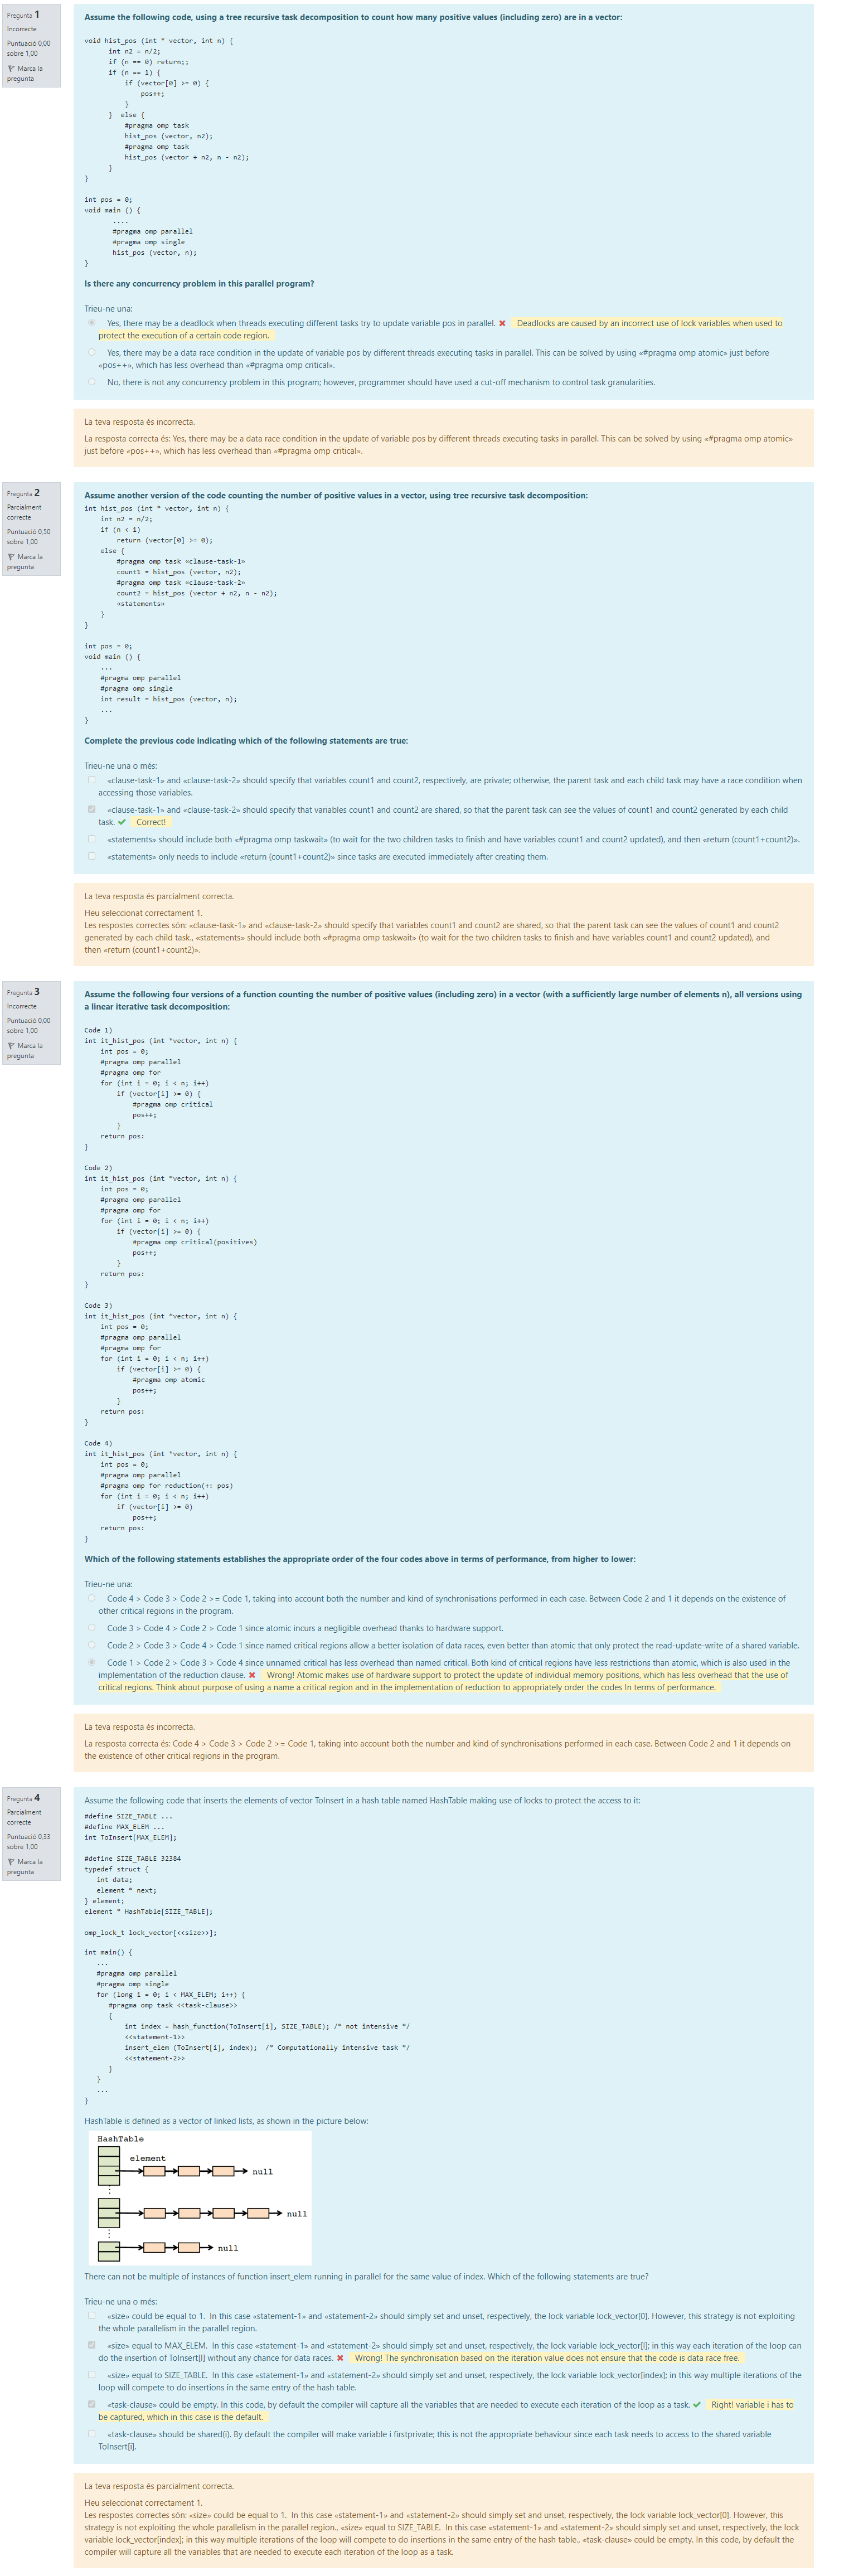 Pregunta 1
Incorrecte
Puntuació 0,00
sobre 1,00
Marca la
pregunta
Assume the following code, using a tree recursive task decomposition to count how many positive values (including zero) are in a vector:
void hist_pos (int * vector, int n) {
int n2 = n/2;
if (n == 0) return;;
if (n == 1) {
if (vector[0] >= 0) {
pos++;
}
} else {
#pragma omp task
hist_pos (vector, n2);
#pragma omp task
hist_pos (vector + n2, n - n2);
}
}
int pos = 0;
void main () {
....
#pragma omp parallel
#pragma omp single
hist_pos (vector, n);
}
Is there any concurrency problem in this parallel program?
Trieu-ne una:
Yes, there may be a deadlock when threads executing different tasks try to update variable pos in parallel. ✖ Deadlocks are caused by an incorrect use of lock variables when used to
protect the execution of a certain code region.
Yes, there may be a data race condition in the update of variable pos by different threads executing tasks in parallel. This can be solved by using «#pragma omp atomic» just before
«pos++», which has less overhead than «#pragma omp critical».
No, there is not any concurrency problem in this program; however, programmer should have used a cut-off mechanism to control task granularities.
La teva resposta és incorrecta.
La resposta correcta és: Yes, there may be a data race condition in the update of variable pos by different threads executing tasks in parallel. This can be solved by using «#pragma omp atomic»
just before «pos++», which has less overhead than «#pragma omp critical».
Pregunta 2
Parcialment
correcte
Puntuació 0,50
sobre 1,00
Marca la
pregunta
Assume another version of the code counting the number of positive values in a vector, using tree recursive task decomposition:
int hist_pos (int * vector, int n) {
int n2 = n/2;
if (n < 1)
return (vector[0] >= 0);
else {
#pragma omp task «clause-task-1»
count1 = hist_pos (vector, n2);
#pragma omp task «clause-task-2»
count2 = hist_pos (vector + n2, n - n2);
«statements»
}
}
int pos = 0;
void main () {
...
#pragma omp parallel
#pragma omp single
int result = hist_pos (vector, n);
...
}
Complete the previous code indicating which of the following statements are true:
Trieu-ne una o més:
«clause-task-1» and «clause-task-2» should specify that variables count1 and count2, respectively, are private; otherwise, the parent task and each child task may have a race condition when
accessing those variables.
«clause-task-1» and «clause-task-2» should specify that variables count1 and count2 are shared, so that the parent task can see the values of count1 and count2 generated by each child
task. ✔ Correct!
«statements» should include both «#pragma omp taskwait» (to wait for the two children tasks to finish and have variables count1 and count2 updated), and then «return (count1+count2)».
«statements» only needs to include «return (count1+count2)» since tasks are executed immediately after creating them.
La teva resposta és parcialment correcta.
Heu seleccionat correctament 1.
Les respostes correctes són: «clause-task-1» and «clause-task-2» should specify that variables count1 and count2 are shared, so that the parent task can see the values of count1 and count2
generated by each child task., «statements» should include both «#pragma omp taskwait» (to wait for the two children tasks to finish and have variables count1 and count2 updated), and
then «return (count1+count2)».
Pregunta 3
Incorrecte
Puntuació 0,00
sobre 1,00
Marca la
pregunta
Assume the following four versions of a function counting the number of positive values (including zero) in a vector (with a sufficiently large number of elements n), all versions using
a linear iterative task decomposition:
Code 1)
int it_hist_pos (int *vector, int n) {
int pos = 0;
#pragma omp parallel
#pragma omp for
for (int i = 0; i < n; i++)
if (vector[i] >= 0) {
#pragma omp critical
pos++;
}
return pos:
}
Code 2)
int it_hist_pos (int *vector, int n) {
int pos = 0;
#pragma omp parallel
#pragma omp for
for (int i = 0; i < n; i++)
if (vector[i] >= 0) {
#pragma omp critical(positives)
pos++;
}
return pos:
}
Code 3)
int it_hist_pos (int *vector, int n) {
int pos = 0;
#pragma omp parallel
#pragma omp for
for (int i = 0; i < n; i++)
if (vector[i] >= 0) {
#pragma omp atomic
pos++;
}
return pos:
}
Code 4)
int it_hist_pos (int *vector, int n) {
int pos = 0;
#pragma omp parallel
#pragma omp for reduction(+: pos)
for (int i = 0; i < n; i++)
if (vector[i] >= 0)
pos++;
return pos:
}
Which of the following statements establishes the appropriate order of the four codes above in terms of performance, from higher to lower:
Trieu-ne una:
Code 4 > Code 3 > Code 2 >= Code 1, taking into account both the number and kind of synchronisations performed in each case. Between Code 2 and 1 it depends on the existence of
other critical regions in the program.
Code 3 > Code 4 > Code 2 > Code 1 since atomic incurs a negligible overhead thanks to hardware support.
Code 2 > Code 3 > Code 4 > Code 1 since named critical regions allow a better isolation of data races, even better than atomic that only protect the read-update-write of a shared variable.
Code 1 > Code 2 > Code 3 > Code 4 since unnamed critical has less overhead than named critical. Both kind of critical regions have less restrictions than atomic, which is also used in the
implementation of the reduction clause. ✖ Wrong! Atomic makes use of hardware support to protect the update of individual memory positions, which has less overhead that the use of
critical regions. Think about purpose of using a name a critical region and in the implementation of reduction to appropriately order the codes In terms of performance.
La teva resposta és incorrecta.
La resposta correcta és: Code 4 > Code 3 > Code 2 >= Code 1, taking into account both the number and kind of synchronisations performed in each case. Between Code 2 and 1 it depends on
the existence of other critical regions in the program.
Pregunta 4
Parcialment
correcte
Puntuació 0,33
sobre 1,00
Marca la
pregunta
Assume the following code that inserts the elements of vector ToInsert in a hash table named HashTable making use of locks to protect the access to it:
#define SIZE_TABLE ...
#define MAX_ELEM ...
int ToInsert[MAX_ELEM];
#define SIZE_TABLE 32384
typedef struct {
int data;
element * next;
} element;
element * HashTable[SIZE_TABLE];
omp_lock_t lock_vector[<<size>>];
int main() {
...
#pragma omp parallel
#pragma omp single
for (long i = 0; i < MAX_ELEM; i++) {
#pragma omp task <<task-clause>>
{
int index = hash_function(ToInsert[i], SIZE_TABLE); /* not intensive */
<<statement-1>>
insert_elem (ToInsert[i], index); /* Computationally intensive task */
<<statement-2>>
}
}
...
}
HashTable is defined as a vector of linked lists, as shown in the picture below:
HashTable
element
null
null
null
There can not be multiple of instances of function insert_elem running in parallel for the same value of index. Which of the following statements are true?
Trieu-ne una o més:
«size» could be equal to 1. In this case «statement-1» and «statement-2» should simply set and unset, respectively, the lock variable lock_vector[0]. However, this strategy is not exploiting
the whole parallelism in the parallel region.
«size» equal to MAX_ELEM. In this case «statement-1» and «statement-2» should simply set and unset, respectively, the lock variable lock_vector[I]; in this way each iteration of the loop can
do the insertion of ToInsert[I] without any chance for data races. ✖ Wrong! The synchronisation based on the iteration value does not ensure that the code is data race free.
«size» equal to SIZE_TABLE. In this case «statement-1» and «statement-2» should simply set and unset, respectively, the lock variable lock_vector[index]; in this way multiple iterations of the
loop will compete to do insertions in the same entry of the hash table.
«task-clause» could be empty. In this code, by default the compiler will capture all the variables that are needed to execute each iteration of the loop as a task. ✔ Right! variable i has to
be captured, which in this case is the default.
«task-clause» should be shared(i). By default the compiler will make variable i firstprivate; this is not the appropriate behaviour since each task needs to access to the shared variable
ToInsert[i].
La teva resposta és parcialment correcta.
Heu seleccionat correctament 1.
Les respostes correctes són: «size» could be equal to 1. In this case «statement-1» and «statement-2» should simply set and unset, respectively, the lock variable lock_vector[0]. However, this
strategy is not exploiting the whole parallelism in the parallel region., «size» equal to SIZE_TABLE. In this case «statement-1» and «statement-2» should simply set and unset, respectively, the lock
variable lock_vector[index]; in this way multiple iterations of the loop will compete to do insertions in the same entry of the hash table., «task-clause» could be empty. In this code, by default the
compiler will capture all the variables that are needed to execute each iteration of the loop as a task.